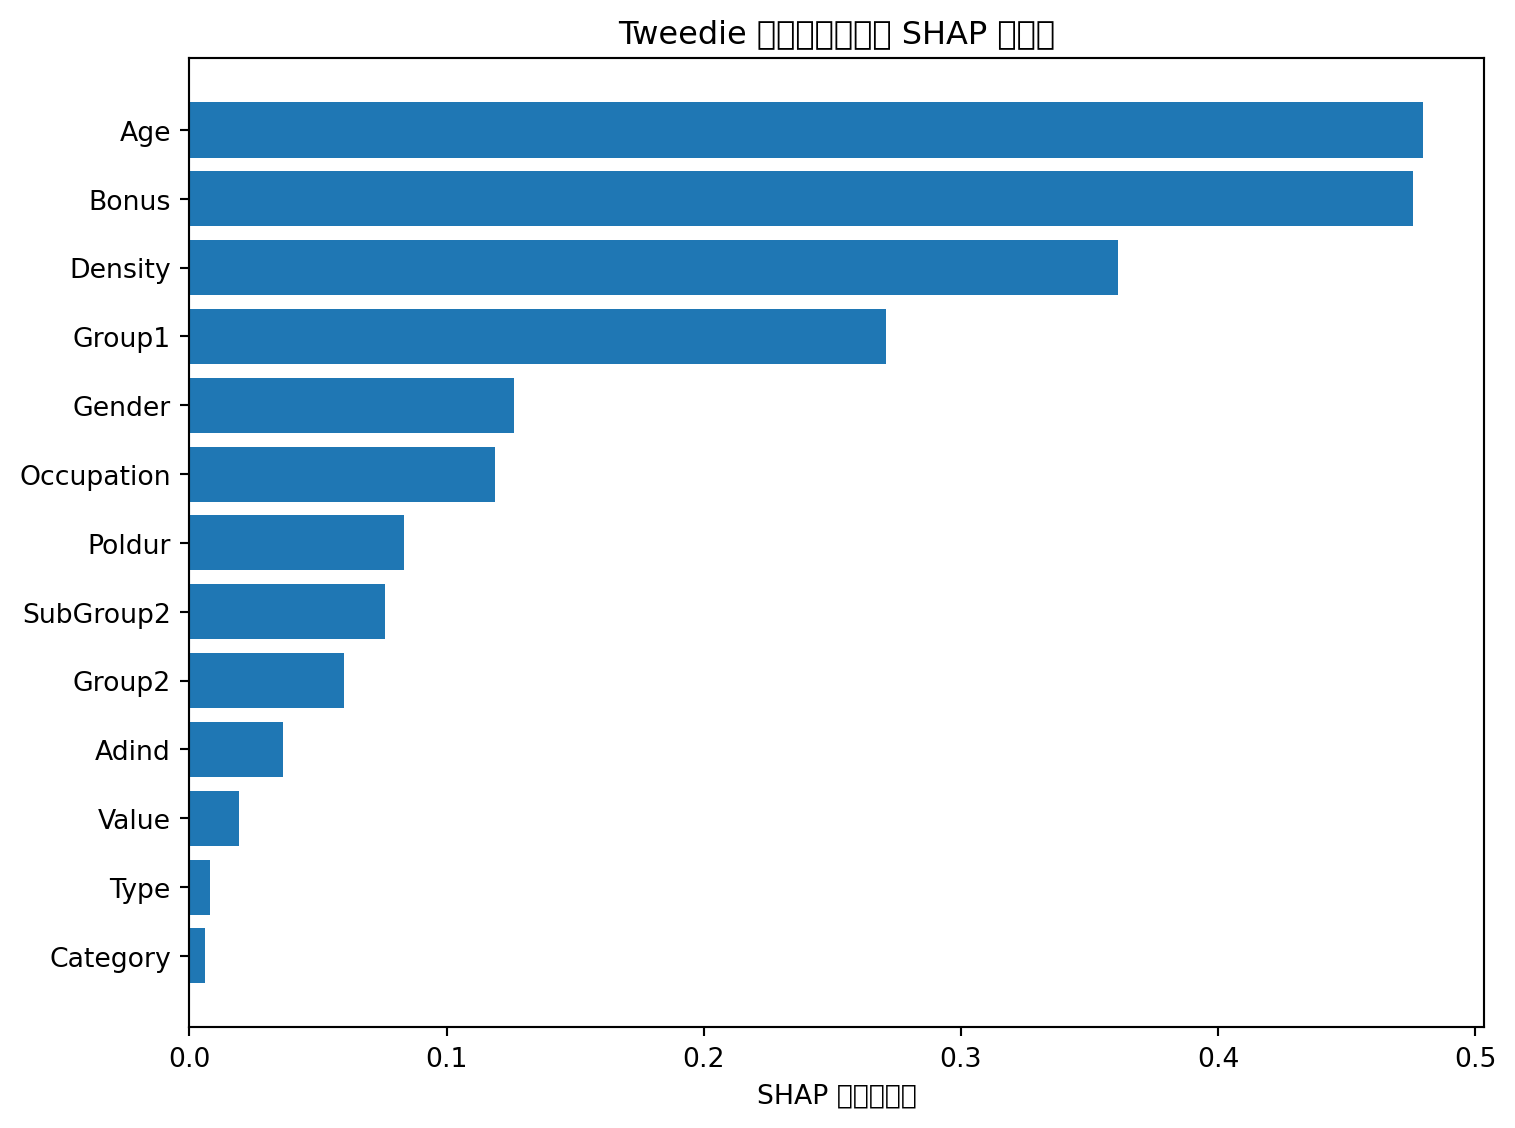 Tweedie SHAP
Age
Bonus
Density
Group1
Gender
Occupation
Poldur
SubGroup2
Group2
Adind
Value
Type
Category
0.0 0.1 0.2 0.3 0.4 0.5
SHAP